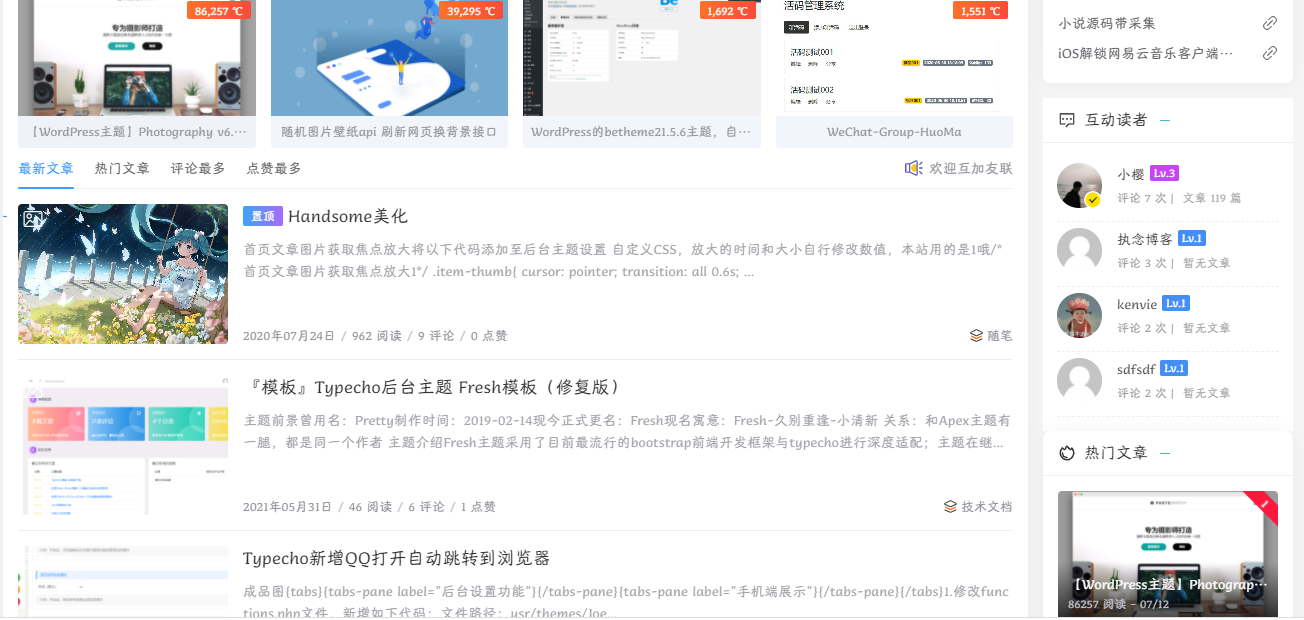 86,257 ℃
39,295 ℃
1,692 ℃
1,551 ℃
专为摄影师打造
活码管理系统
活码测试001
活码测试002
【WordPress主题】Photography v6.···
随机图片壁纸api 刷新网页换背景接口
WordPress的betheme21.5.6主题，自···
WeChat-Group-HuoMa
最新文章 热门文章 评论最多 点赞最多
欢迎互加友联
置顶 Handsome美化
首页文章图片获取焦点放大将以下代码添加至后台主题设置 自定义CSS，放大的时间和大小自行修改数值，本站用的是1哦/*
首页文章图片获取焦点放大1*/ .item-thumb{ cursor: pointer; transition: all 0.6s; ...
2020年07月24日 / 962 阅读 / 9 评论 / 0 点赞
随笔
『模板』Typecho后台主题 Fresh模板（修复版）
主题前景曾用名：Pretty制作时间：2019-02-14现今正式更名：Fresh现名寓意：Fresh-久别重逢-小清新 关系：和Apex主题有
一腿，都是同一个作者 主题介绍Fresh主题采用了目前最流行的bootstrap前端开发框架与typecho进行深度适配；主题在继...
2021年05月31日 / 46 阅读 / 6 评论 / 1 点赞
技术文档
Typecho新增QQ打开自动跳转到浏览器
成品图{tabs}{tabs-pane label="后台设置功能"}{/tabs-pane}{tabs-pane label="手机端展示"}{/tabs-pane}{/tabs}1.修改func
tions.php文件，新增如下代码：文件路径：usr/themes/Joe...
小说源码带采集
iOS解锁网易云音乐客户端···
互动读者
小樱 Lv.3
评论 7 次 | 文章 119 篇
执念博客 Lv.1
评论 3 次 | 暂无文章
kenvie Lv.1
评论 2 次 | 暂无文章
sdfsdf Lv.1
评论 2 次 | 暂无文章
热门文章
1
专为摄影师打造
【WordPress主题】Photograp···
86257 阅读 - 07/12